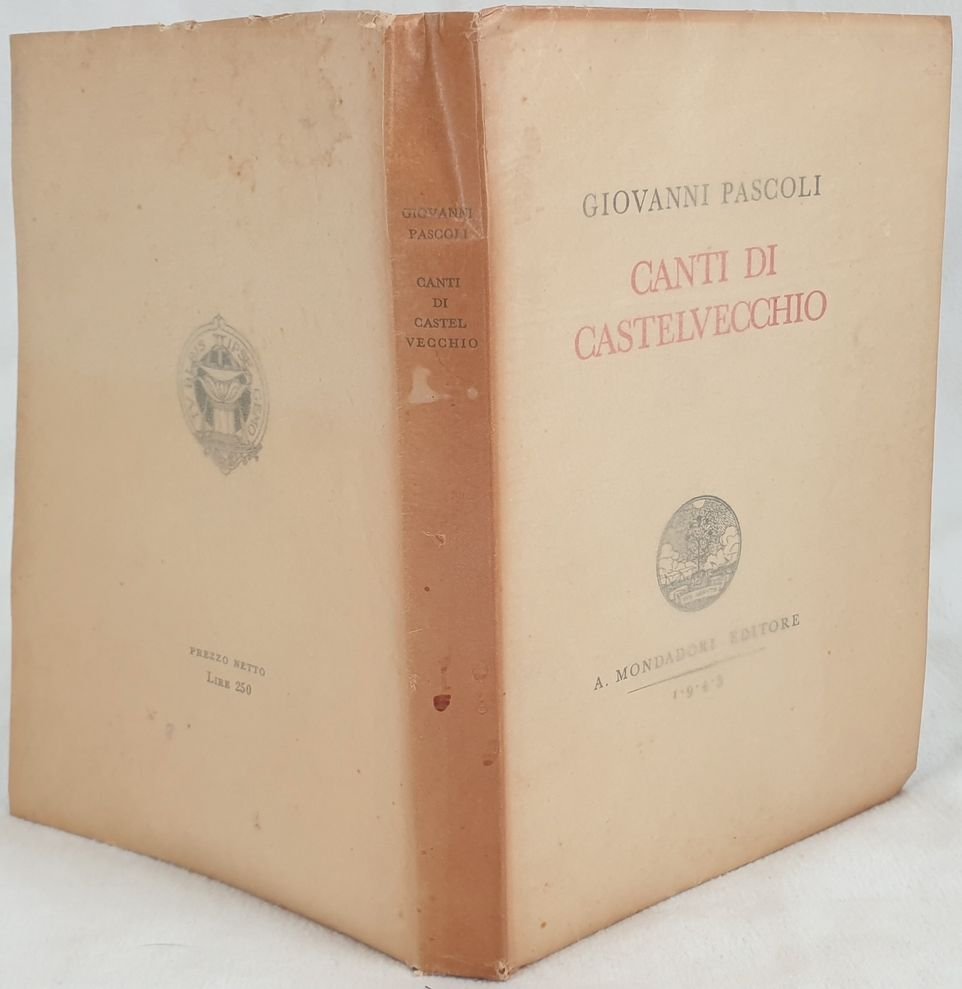 GIOVANNI PASCOLI
CANTI DI
CASTELVECCHIO
A. MONDADORI EDITORE
GIOVANNI
PASCOLI
CANTI
DI
CASTEL
VECCHIO
PREZZO NETTO
LIRE 250